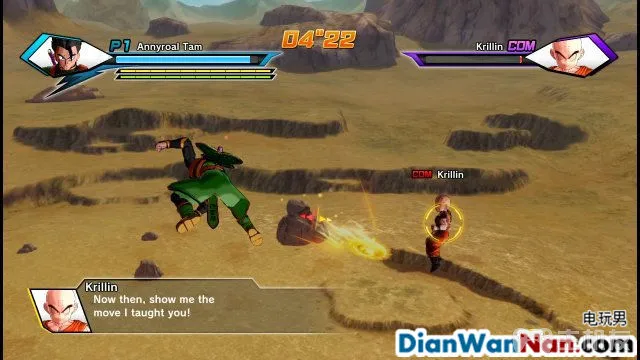 P1 Annyroal Tam
04"22
Krillin COM
COM Krillin
Krillin
Now then, show me the
move I taught you!
电玩男
DianWanNan.com